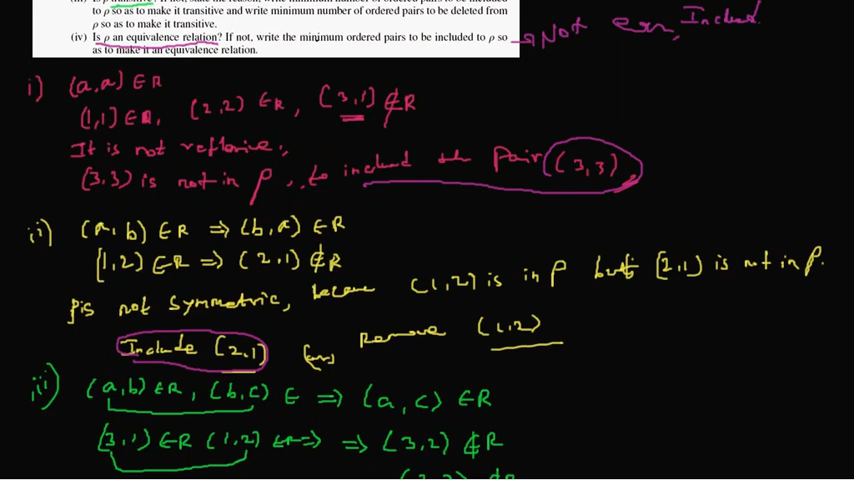 to ρ so as to make it transitive and write minimum number of ordered pairs to be deleted from
ρ so as to make it transitive.
(iv) Is ρ an equivalence relation? If not, write the minimum ordered pairs to be included to ρ so
as to make it an equivalence relation.
→ Not Includ
i) (a,a) ∈ R
(1,1) ∈ R, (2,2) ∈ R, (3,1) ∉ R
It is not reflexive,
(3,3) is not in ρ, to includ the Pair (3,3)
ii) (a,b) ∈ R ⇒ (b,a) ∈ R
(1,2) ∈ R ⇒ (2,1) ∉ R
ρ is not symmetric, because (1,2) is in ρ but (2,1) is not in ρ.
Include (2,1) (or) Remove (1,2)
iii) (a,b) ∈ R, (b,c) ∈ ⇒ (a,c) ∈ R
(3,1) ∈ R (1,2) ∈ R ⇒ ⇒ (3,2) ∉ R